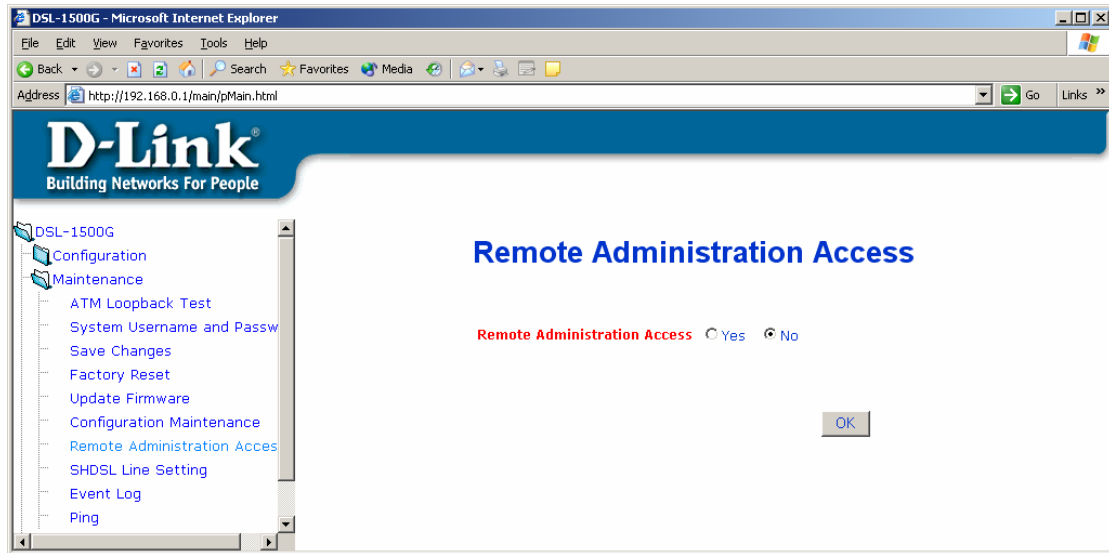 DSL-1500G - Microsoft Internet Explorer
File Edit View Favorites Tools Help
Back Search Favorites Media
Address http://192.168.0.1/main/pMain.html Go Links »
D-Link®
Building Networks For People
DSL-1500G
Configuration
Maintenance
ATM Loopback Test
System Username and Passw
Save Changes
Factory Reset
Update Firmware
Configuration Maintenance
Remote Administration Acces
SHDSL Line Setting
Event Log
Ping
Remote Administration Access
Remote Administration Access Yes No
OK